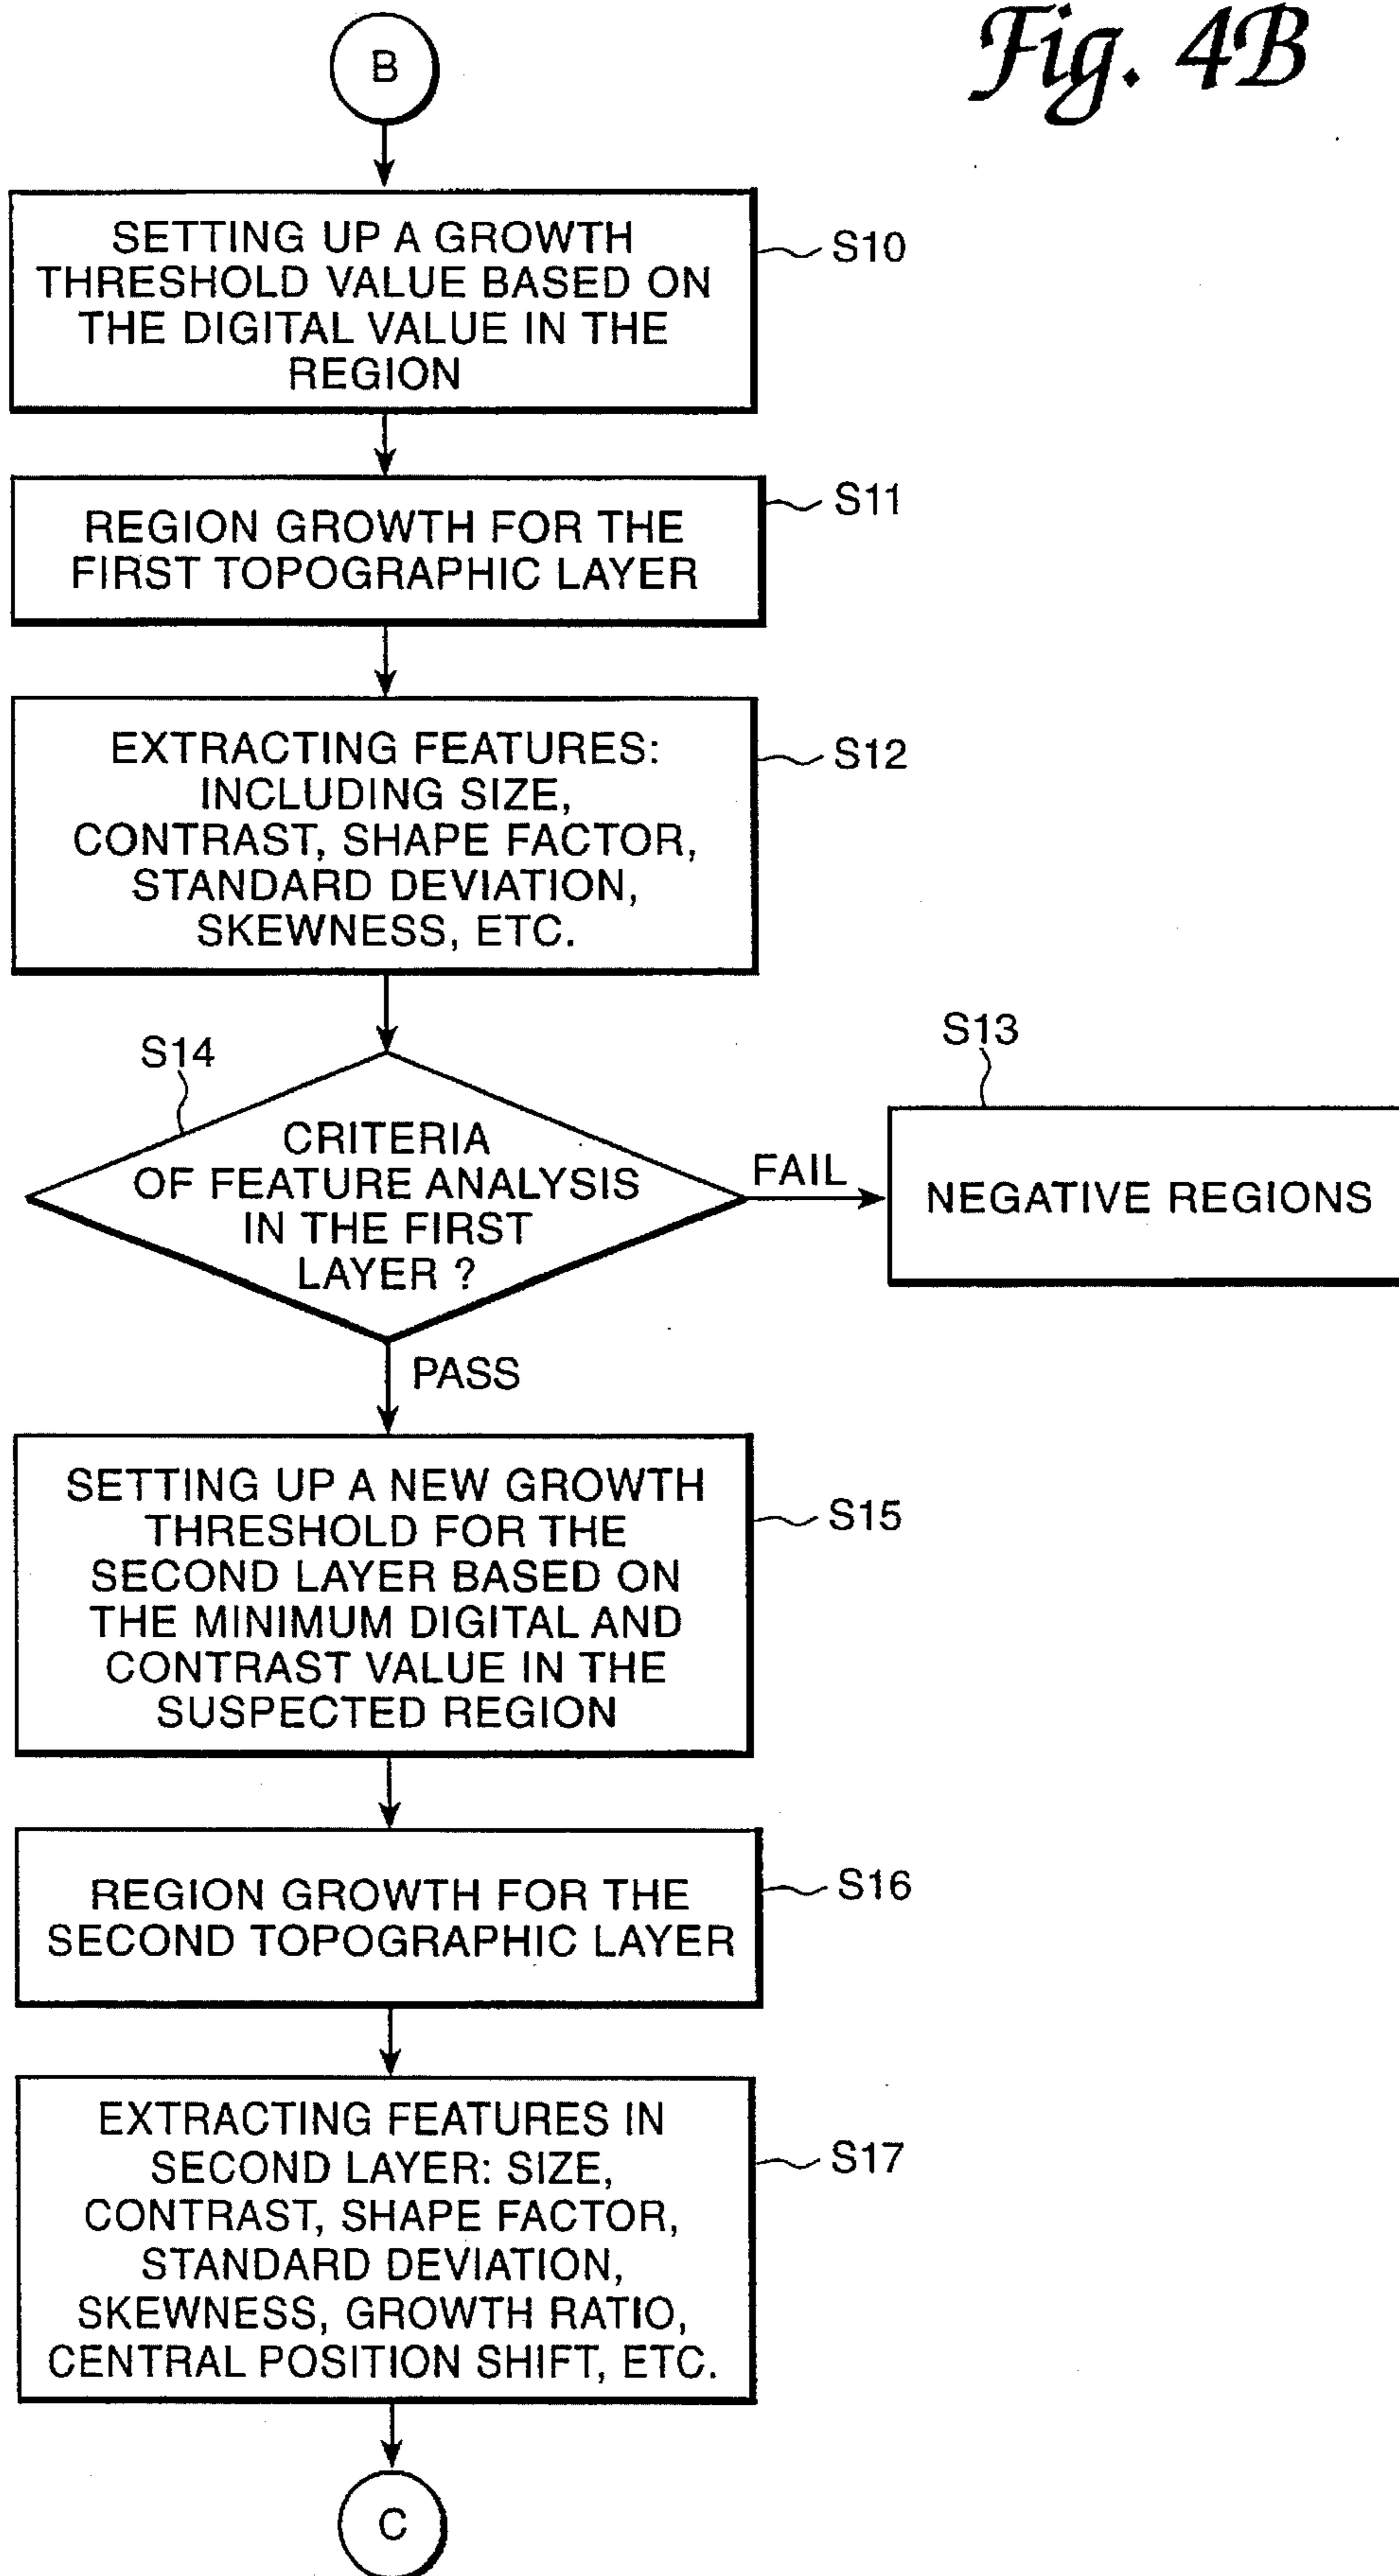 Fig. 4B
B
SETTING UP A GROWTH
THRESHOLD VALUE BASED ON
THE DIGITAL VALUE IN THE
REGION
S10
REGION GROWTH FOR THE
FIRST TOPOGRAPHIC LAYER
S11
EXTRACTING FEATURES:
INCLUDING SIZE,
CONTRAST, SHAPE FACTOR,
STANDARD DEVIATION,
SKEWNESS, ETC.
S12
S14
CRITERIA
OF FEATURE ANALYSIS
IN THE FIRST
LAYER ?
FAIL
S13
NEGATIVE REGIONS
PASS
SETTING UP A NEW GROWTH
THRESHOLD FOR THE
SECOND LAYER BASED ON
THE MINIMUM DIGITAL AND
CONTRAST VALUE IN THE
SUSPECTED REGION
S15
REGION GROWTH FOR THE
SECOND TOPOGRAPHIC LAYER
S16
EXTRACTING FEATURES IN
SECOND LAYER: SIZE,
CONTRAST, SHAPE FACTOR,
STANDARD DEVIATION,
SKEWNESS, GROWTH RATIO,
CENTRAL POSITION SHIFT, ETC.
S17
C